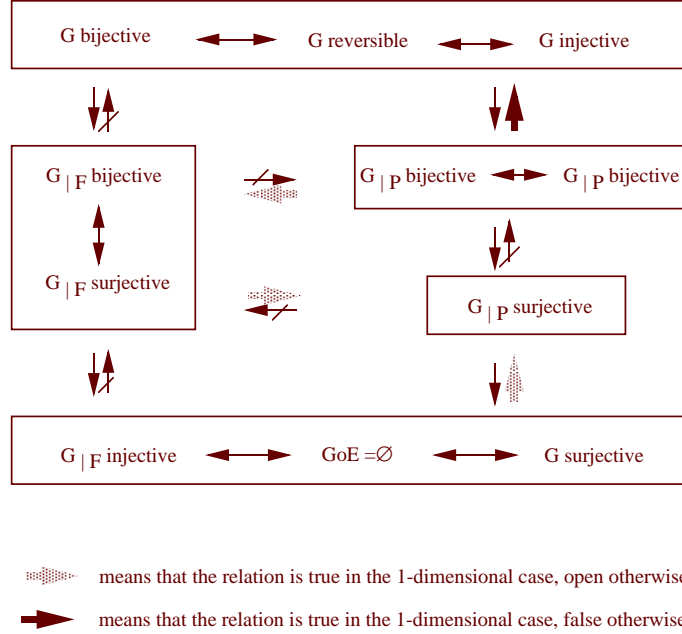 G bijective G reversible G injective
G | F bijective G | P bijective G | P bijective
G | F surjective
G | P surjective
G | F injective GoE =∅ G surjective
means that the relation is true in the 1-dimensional case, open otherwise
means that the relation is true in the 1-dimensional case, false otherwise